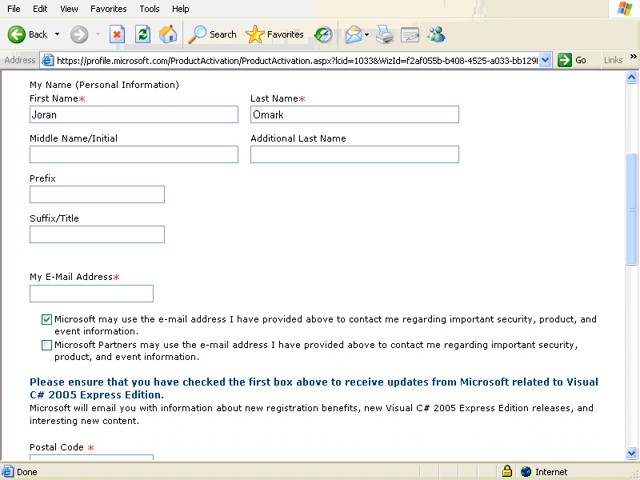 File Edit View Favorites Tools Help
Back Search Favorites
Address https://profile.microsoft.com/ProductActivation/ProductActivation.aspx?lcid=1033&WizId=f2af055b-b408-4525-a033-bb129 Go Links »
My Name (Personal Information)
First Name* Last Name*
Joran Omark
Middle Name/Initial Additional Last Name
Prefix
Suffix/Title
My E-Mail Address*
Microsoft may use the e-mail address I have provided above to contact me regarding important security, product, and
event information.
Microsoft Partners may use the e-mail address I have provided above to contact me regarding important security,
product, and event information.
Please ensure that you have checked the first box above to receive updates from Microsoft related to Visual
C# 2005 Express Edition.
Microsoft will email you with information about new registration benefits, new Visual C# 2005 Express Edition releases, and
interesting new content.
Postal Code *
Done Internet